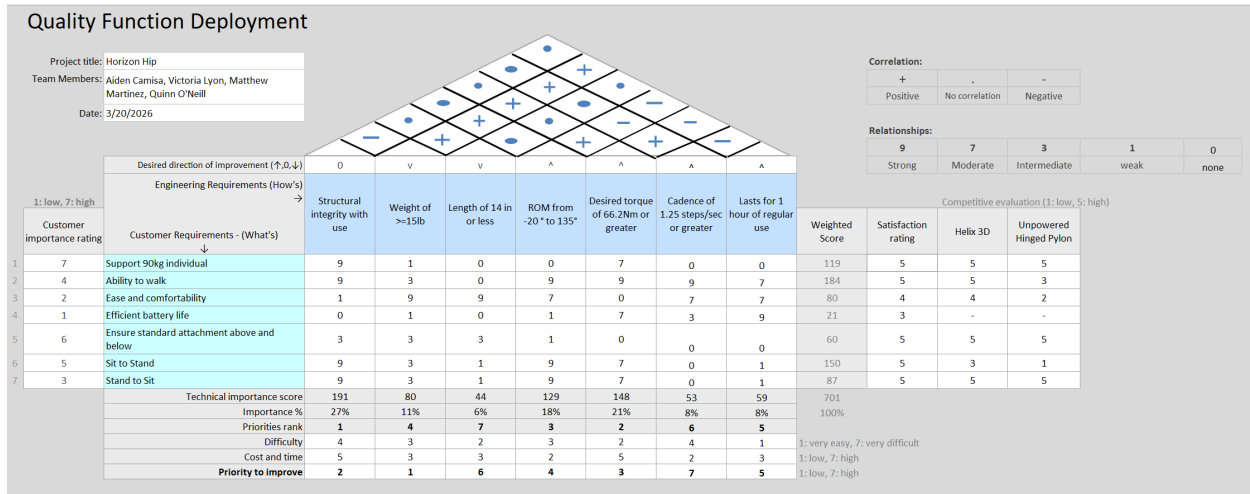 Quality Function Deployment
Project title: Horizon Hip
Team Members: Aiden Camisa, Victoria Lyon, Matthew
Martinez, Quinn O'Neill
Date: 3/20/2026
Correlation:
+ . -
Positive No correlation Negative
Relationships:
9 7 3 1 0
Strong Moderate Intermediate weak none
Desired direction of improvement (↑,0,↓) 0 v v ^ ^ ^ ^
Engineering Requirements (How's)
→
1: low, 7: high
Customer
importance rating
Customer Requirements - (What's)
↓
Structural
integrity with
use
Weight of
>=15lb
Length of 14 in
or less
ROM from
-20 ° to 135°
Desired torque
of 66.2Nm or
greater
Cadence of
1.25 steps/sec
or greater
Lasts for 1
hour of regular
use
Weighted
Score
Competitive evaluation (1: low, 5: high)
Satisfaction
rating
Helix 3D
Unpowered
Hinged Pylon
1 7 Support 90kg individual 9 1 0 0 7 0 0 119 5 5 5
2 4 Ability to walk 9 3 0 9 9 9 7 184 5 5 3
3 2 Ease and comfortability 1 9 9 7 0 7 7 80 4 4 2
4 1 Efficient battery life 0 1 0 1 7 3 9 21 3 - -
5 6 Ensure standard attachment above and
below 3 3 3 1 0 0 0 60 5 5 5
6 5 Sit to Stand 9 3 1 9 7 0 1 150 5 3 1
7 3 Stand to Sit 9 3 1 9 7 0 1 87 5 5 5
Technical importance score 191 80 44 129 148 53 59 701
Importance % 27% 11% 6% 18% 21% 8% 8% 100%
Priorities rank 1 4 7 3 2 6 5
Difficulty 4 3 2 3 2 4 1 1: very easy, 7: very difficult
Cost and time 5 3 3 2 5 2 3 1: low, 7: high
Priority to improve 2 1 6 4 3 7 5 1: low, 7: high